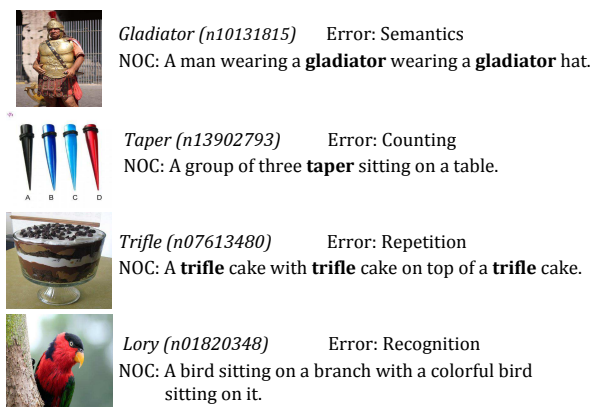 Gladiator (n10131815) Error: Semantics
NOC: A man wearing a gladiator wearing a gladiator hat.
Taper (n13902793) Error: Counting
NOC: A group of three taper sitting on a table.
A B C D
Trifle (n07613480) Error: Repetition
NOC: A trifle cake with trifle cake on top of a trifle cake.
Lory (n01820348) Error: Recognition
NOC: A bird sitting on a branch with a colorful bird
sitting on it.